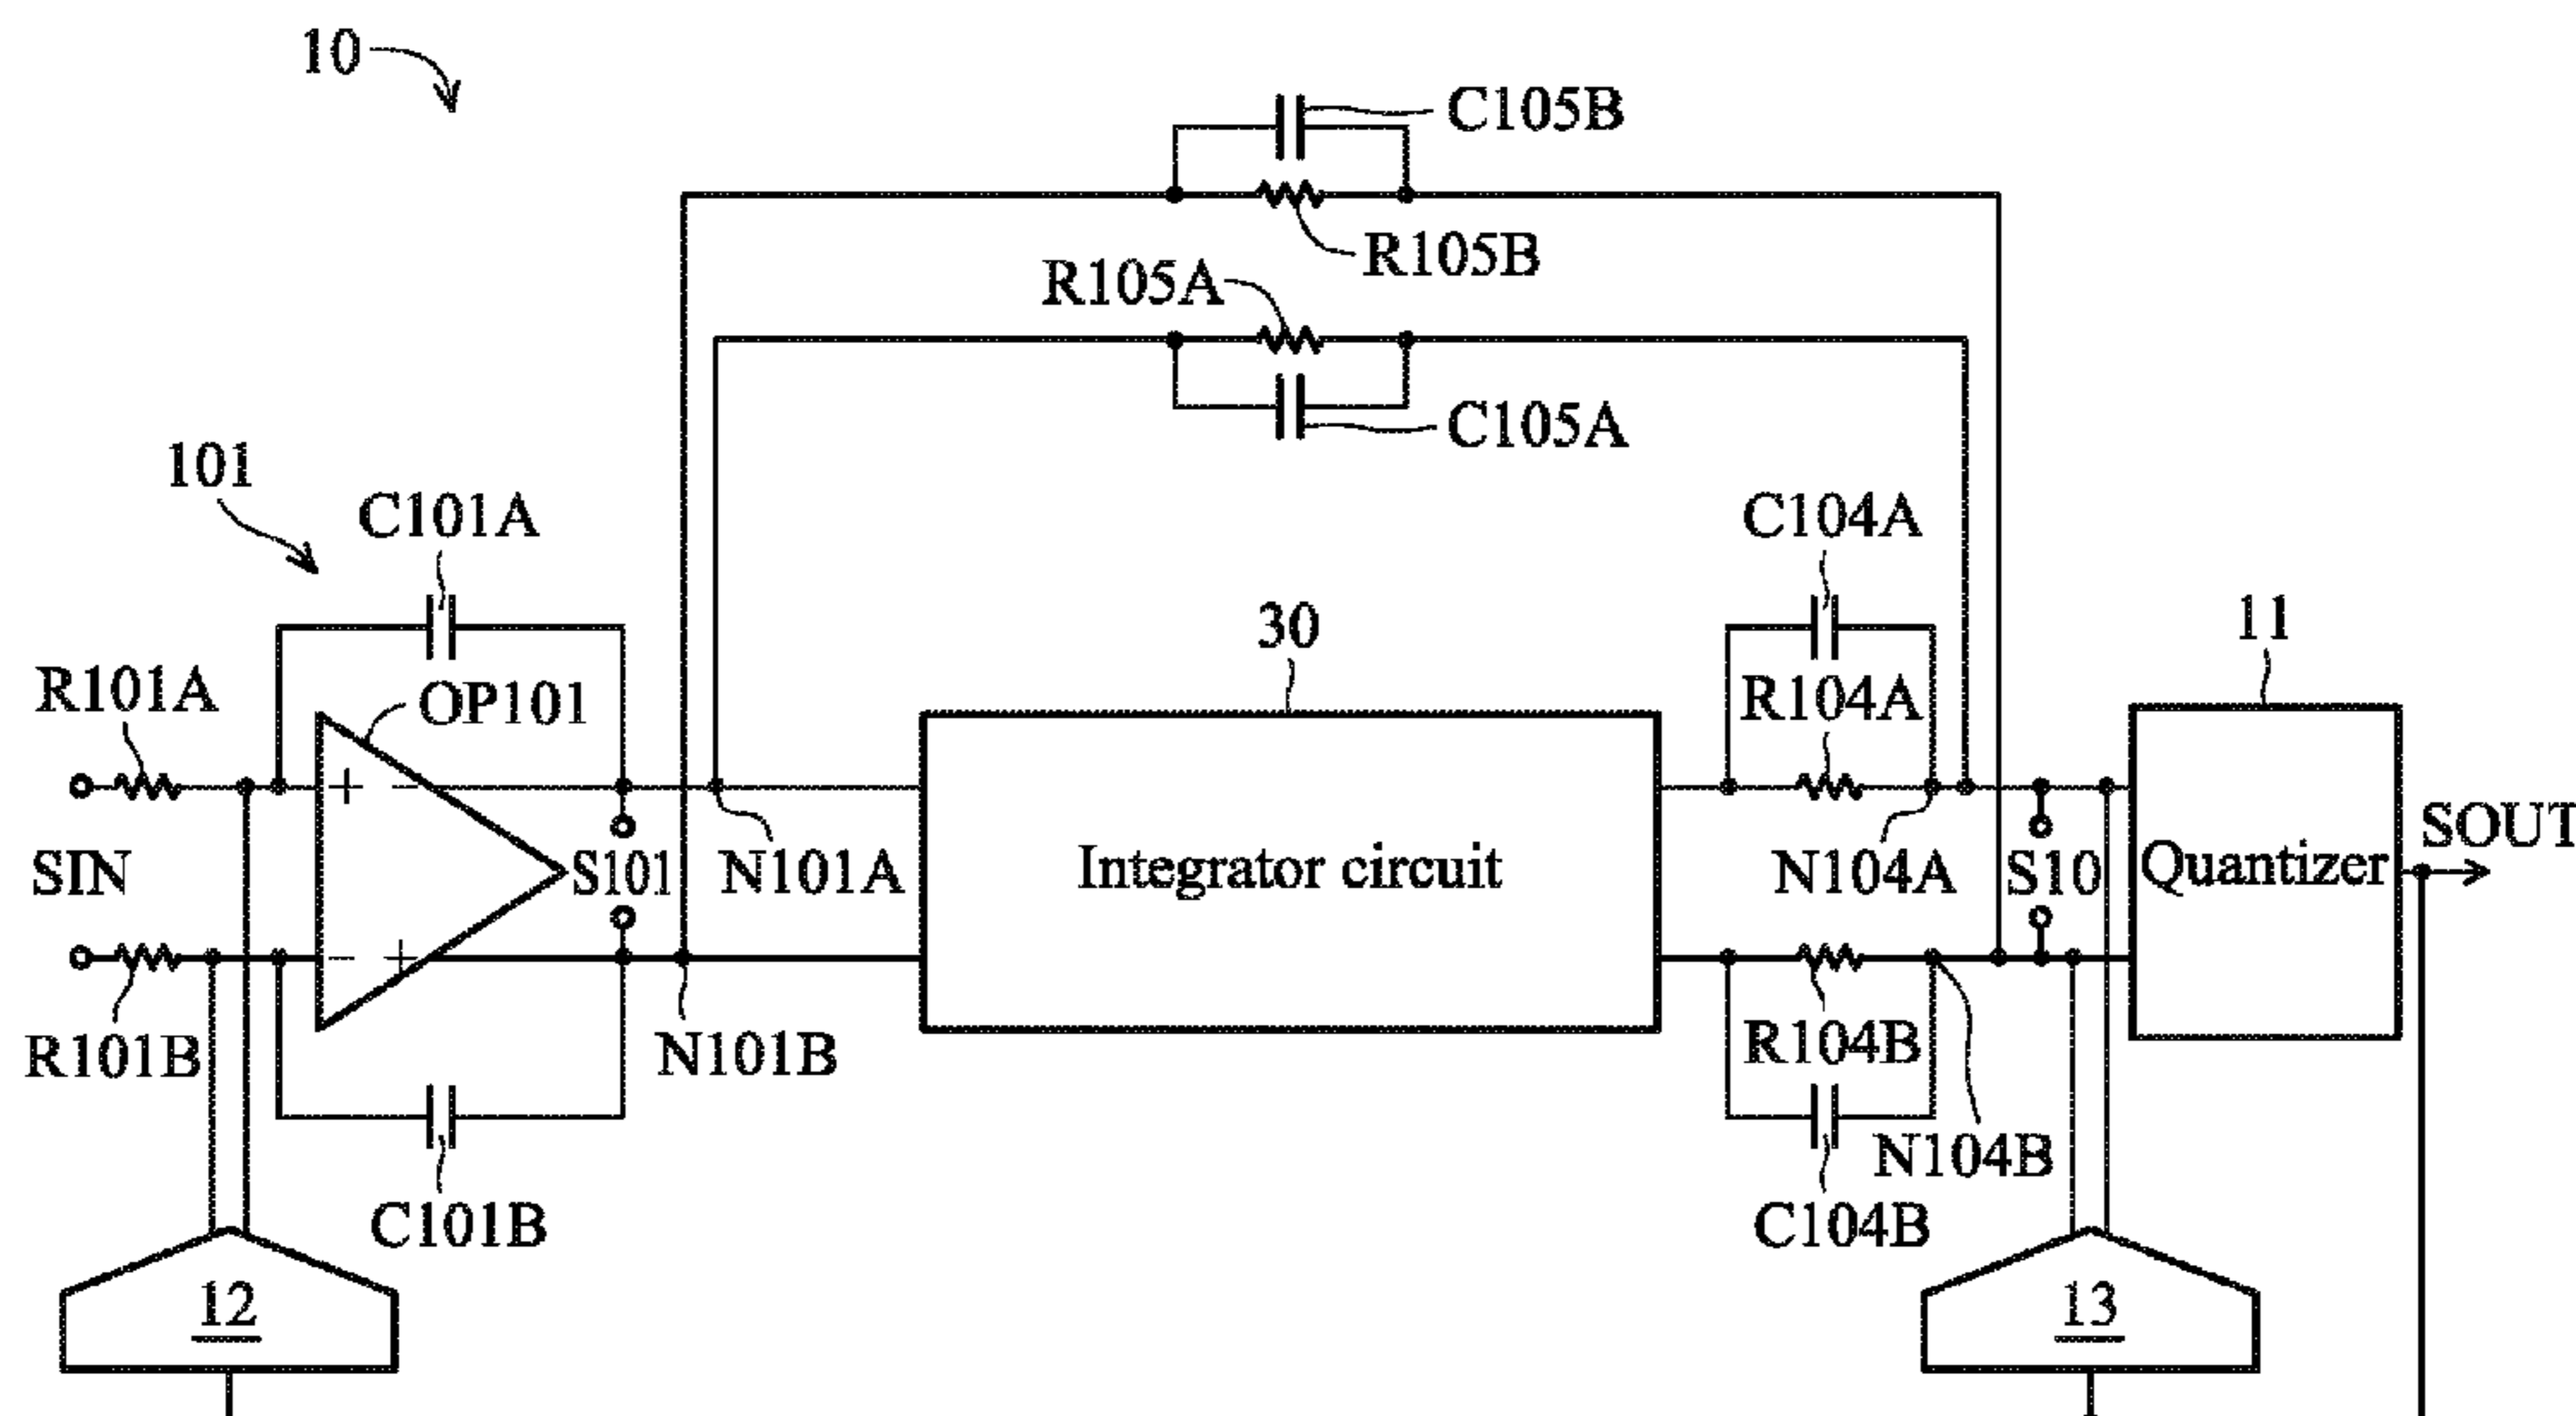 10
C105B
R105B
R105A
C105A
101
C101A
C104A
30
11
R101A
OP101
R104A
+ −
SIN
S101
N101A
Integrator circuit
N104A
S10
Quantizer
SOUT
− +
R101B
N101B
R104B
N104B
C101B
C104B
12
13